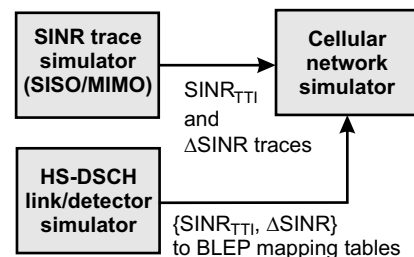 SINR trace
simulator
(SISO/MIMO)
Cellular
network
simulator
SINR_TTI
and
ΔSINR traces
HS-DSCH
link/detector
simulator
{SINR_TTI, ΔSINR}
to BLEP mapping tables